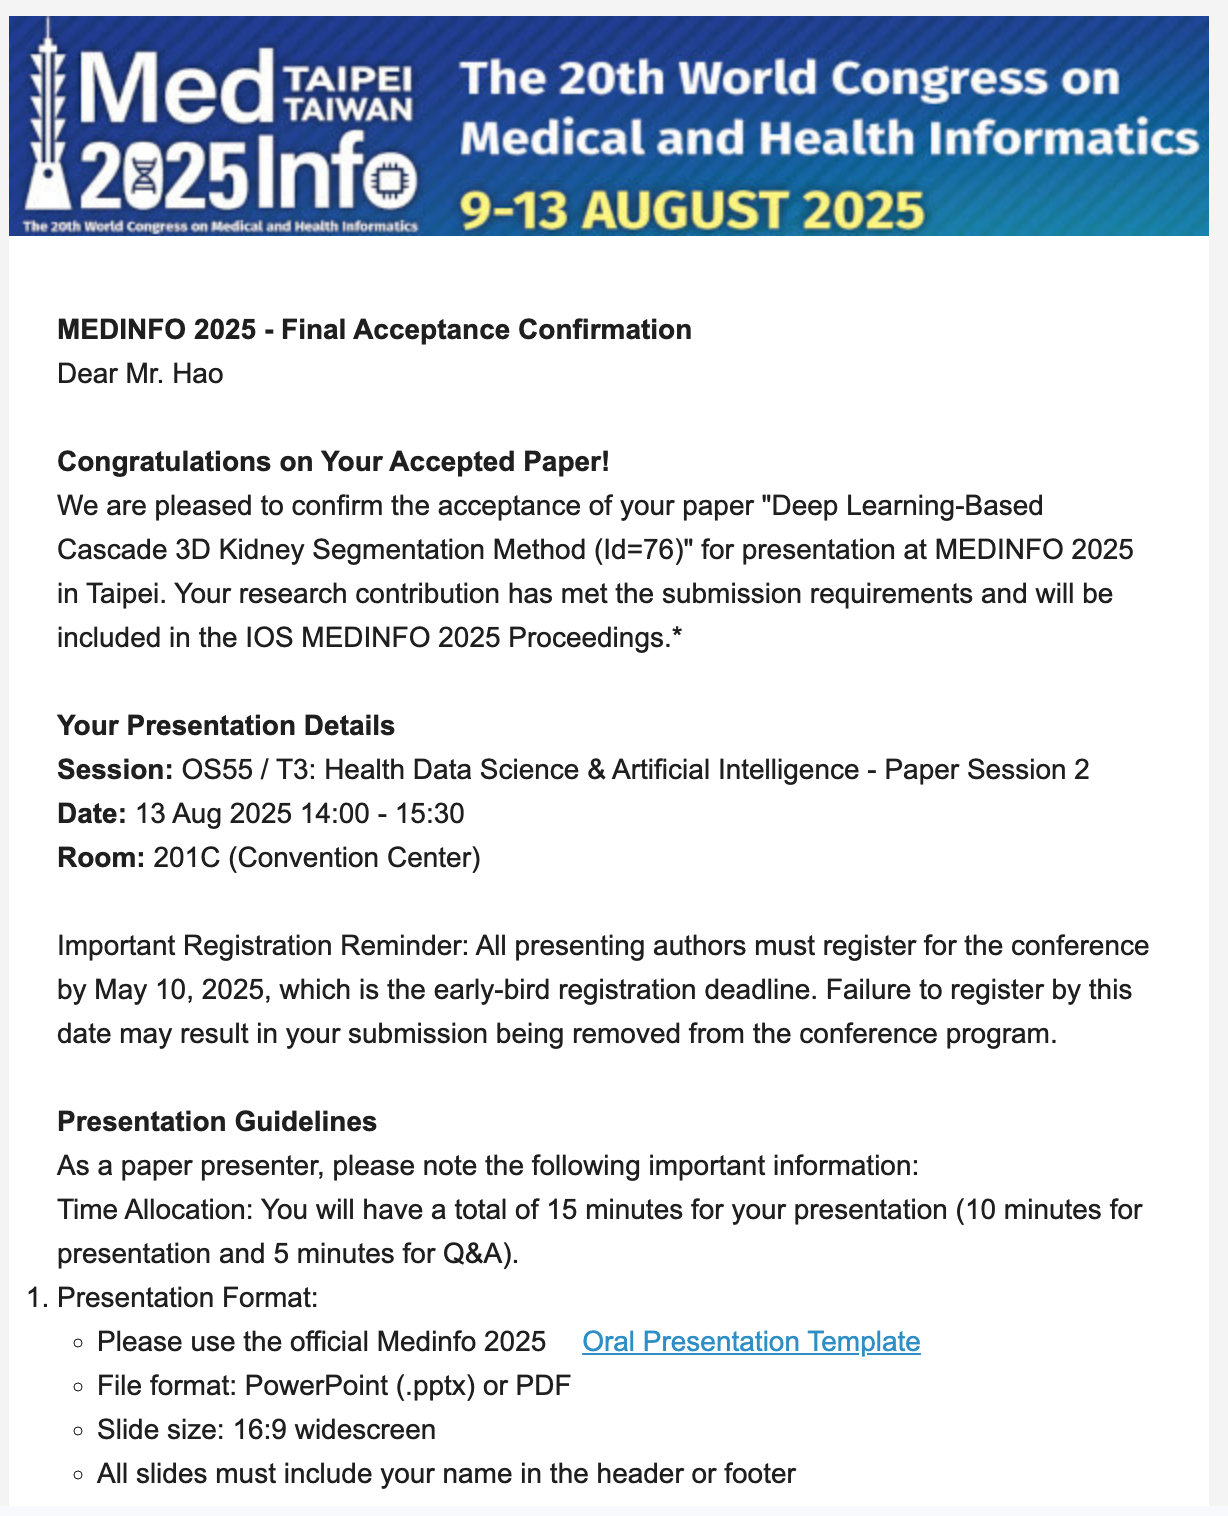 Med TAIPEI TAIWAN
2025 Info
The 20th World Congress on Medical and Health Informatics
The 20th World Congress on
Medical and Health Informatics
9-13 AUGUST 2025
MEDINFO 2025 - Final Acceptance Confirmation
Dear Mr. Hao
Congratulations on Your Accepted Paper!
We are pleased to confirm the acceptance of your paper "Deep Learning-Based
Cascade 3D Kidney Segmentation Method (Id=76)" for presentation at MEDINFO 2025
in Taipei. Your research contribution has met the submission requirements and will be
included in the IOS MEDINFO 2025 Proceedings.*
Your Presentation Details
Session: OS55 / T3: Health Data Science & Artificial Intelligence - Paper Session 2
Date: 13 Aug 2025 14:00 - 15:30
Room: 201C (Convention Center)
Important Registration Reminder: All presenting authors must register for the conference
by May 10, 2025, which is the early-bird registration deadline. Failure to register by this
date may result in your submission being removed from the conference program.
Presentation Guidelines
As a paper presenter, please note the following important information:
Time Allocation: You will have a total of 15 minutes for your presentation (10 minutes for
presentation and 5 minutes for Q&A).
1. Presentation Format:
◦ Please use the official Medinfo 2025 Oral Presentation Template
◦ File format: PowerPoint (.pptx) or PDF
◦ Slide size: 16:9 widescreen
◦ All slides must include your name in the header or footer